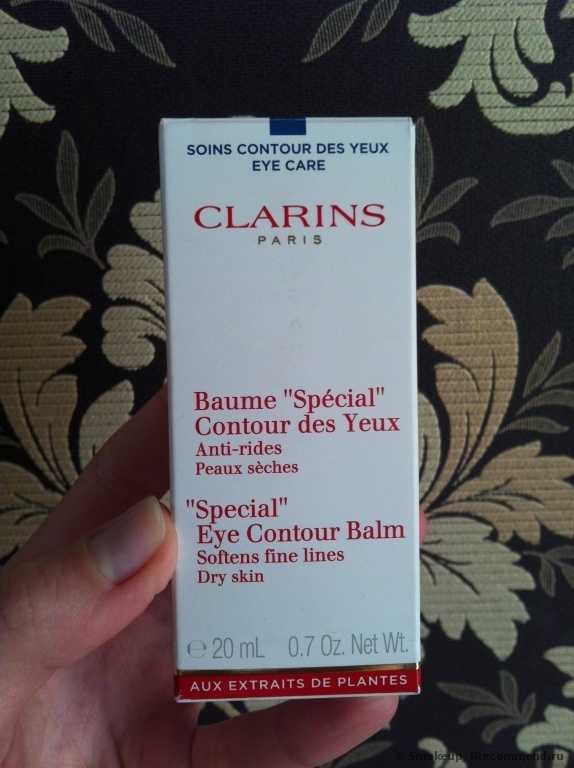 SOINS CONTOUR DES YEUX
EYE CARE
CLARINS
PARIS
Baume "Spécial"
Contour des Yeux
Anti-rides
Peaux sèches
"Special"
Eye Contour Balm
Softens fine lines
Dry skin
℮ 20 mL 0.7 Oz. Net Wt.
AUX EXTRAITS DE PLANTES